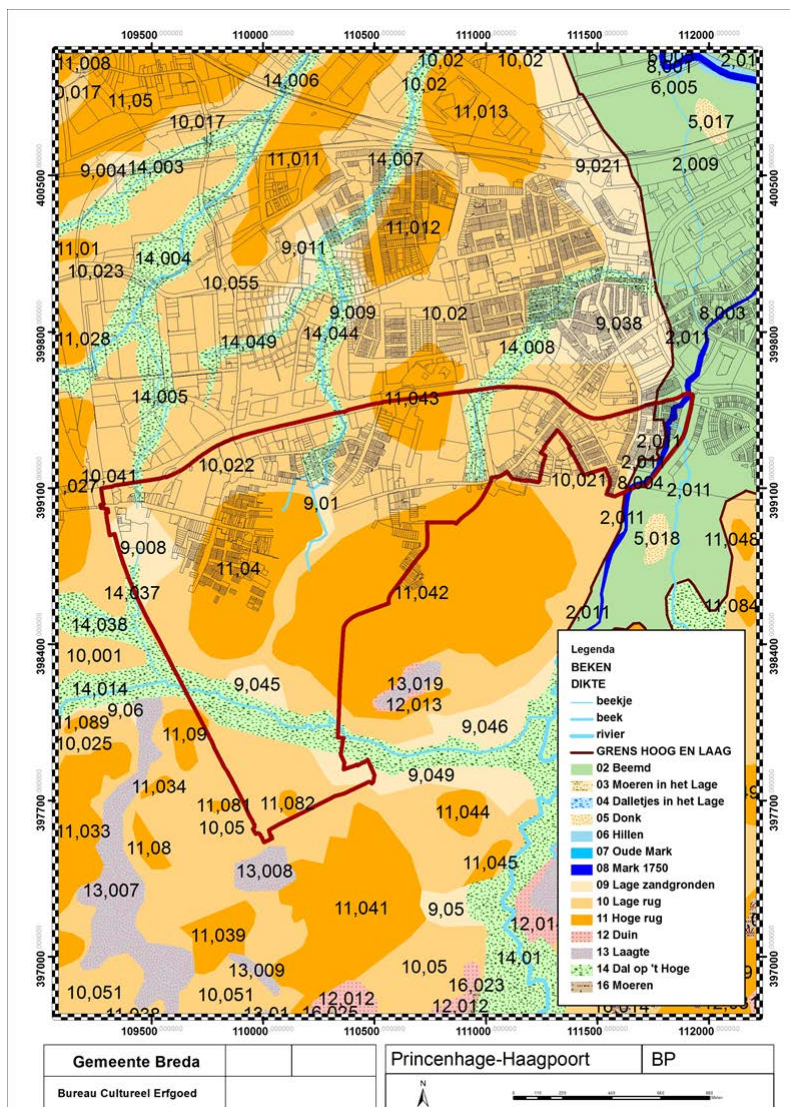 109500 110000 110500 111000 111500 112000
11,008 10,02 10,02 8,001 2,01
14,006
10,02 6,005
0,017 11,05 11,013 5,017
10,017
400500
9,004 14,003 11,011 14,007 9,021 2,009
11,01 11,012
10,023 14,004 9,011
10,055
9,009
10,02 9,038 8,003
399800
11,028 14,049 14,044 14,008 2,011
14,005 11,043
2,011
10,041 10,022 2,01
,027 10,021 8,004
399100
9,01 2,011
2,011
9,008 5,018 11,048
11,04
14,037 11,042 11,084
14,038 2,011
398400
10,001
14,014 9,045 13,019
9,06 12,013
11,089 9,046
10,025 11,09
9,049
11,034
397700
11,081 11,082 11,044
10,05
11,033 11,08 11,045
13,008
13,007
11,041 9,05
12,014
11,039
397000
13,009 10,05 14,01
10,051 10,051 12,012 16,023
12,012
Legenda
BEKEN
DIKTE
beekje
beek
rivier
GRENS HOOG EN LAAG
02 Beemd
03 Moeren in het Lage
04 Dalletjes in het Lage
05 Donk
06 Hillen
07 Oude Mark
08 Mark 1750
09 Lage zandgronden
10 Lage rug
11 Hoge rug
12 Duin
13 Laagte
14 Dal op 't Hoge
16 Moeren
109500 110000 110500 111000 111500 112000
Gemeente Breda
Bureau Cultureel Erfgoed
Princenhage-Haagpoort BP
N